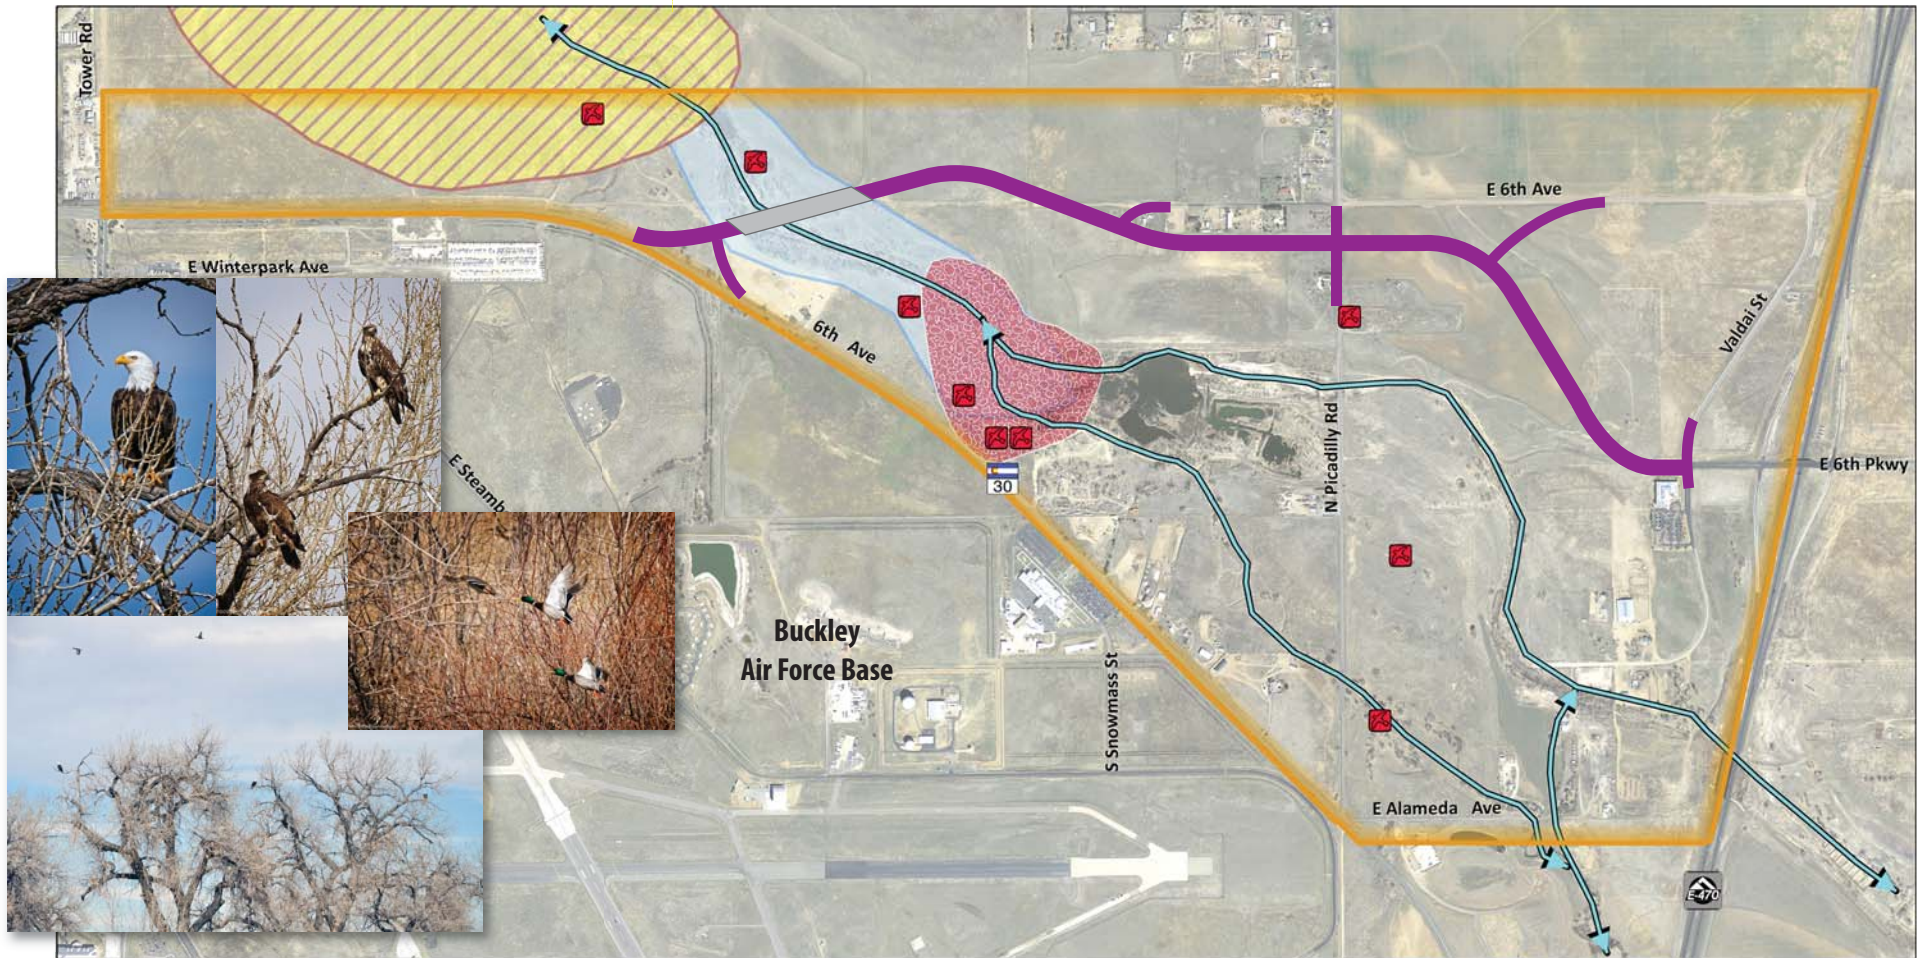 Tower Rd
E 6th Ave
E Winterpark Ave
6th Ave
Valdai St
N Picadilly Rd
E 6th Pkwy
E Steamb
30
Buckley
Air Force Base
S Snowmass St
E Alameda Ave
E-470